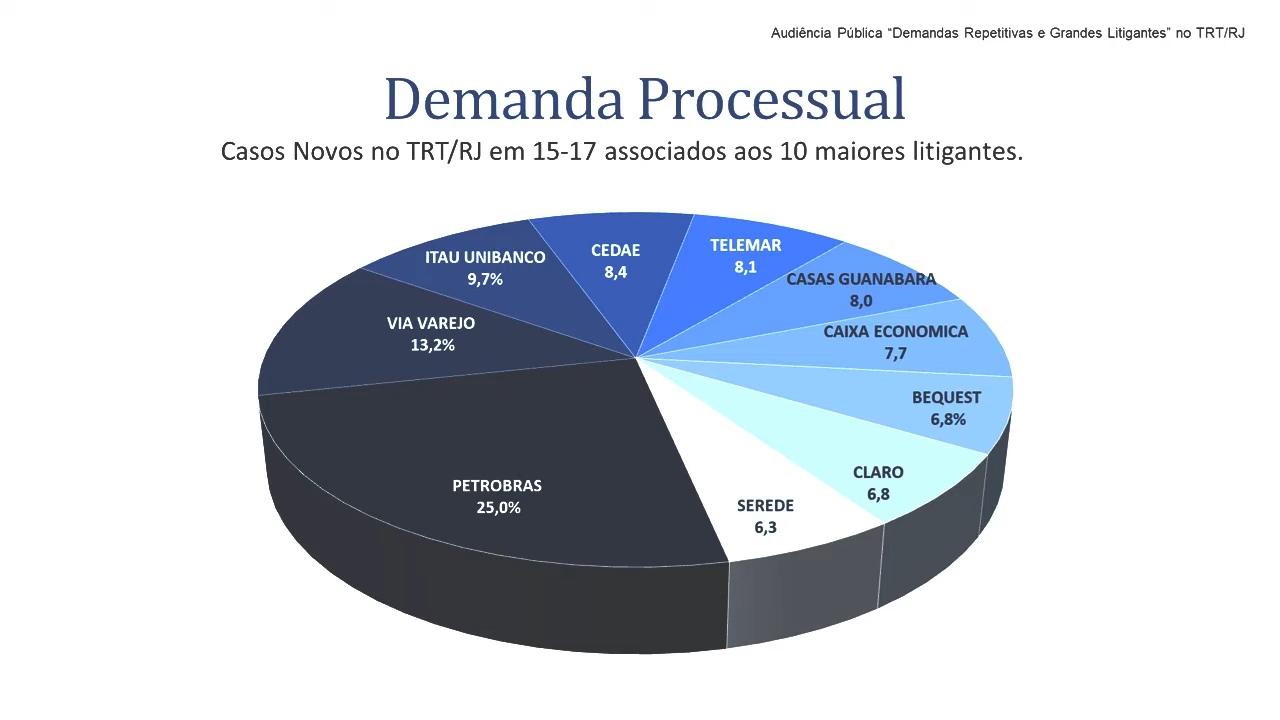 Audiência Pública “Demandas Repetitivas e Grandes Litigantes” no TRT/RJ
Demanda Processual
Casos Novos no TRT/RJ em 15-17 associados aos 10 maiores litigantes.
ITAU UNIBANCO
9,7%
CEDAE
8,4
TELEMAR
8,1
CASAS GUANABARA
8,0
VIA VAREJO
13,2%
CAIXA ECONOMICA
7,7
BEQUEST
6,8%
PETROBRAS
25,0%
CLARO
6,8
SEREDE
6,3